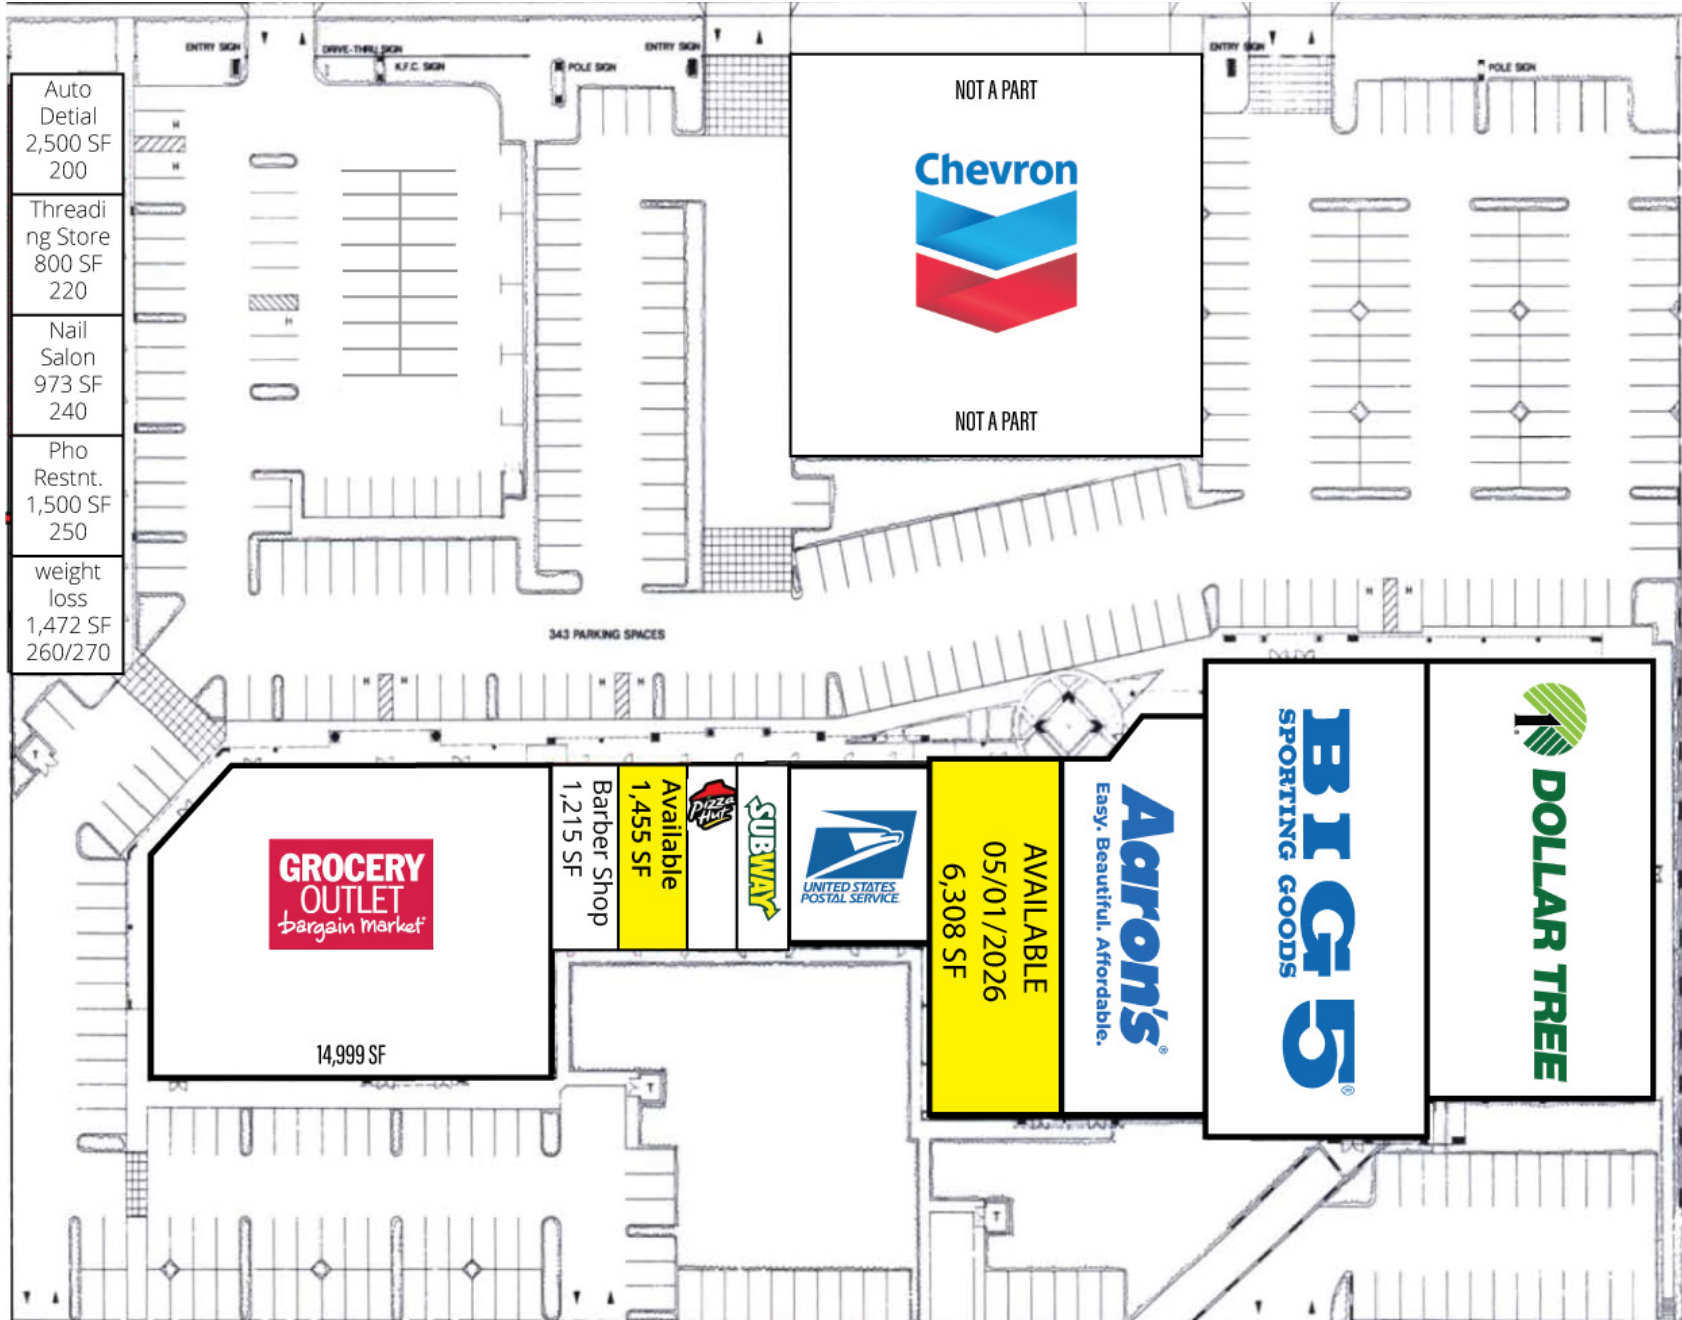 ENTRY SIGN
DRIVE-THRU SIGN
K.F.C. SIGN
POLE SIGN
ENTRY SIGN
ENTRY SIGN
POLE SIGN
Auto
Detial
2,500 SF
200
Threadi
ng Store
800 SF
220
Nail
Salon
973 SF
240
Pho
Restnt.
1,500 SF
250
weight
loss
1,472 SF
260/270
H
H
H
NOT A PART
Chevron
NOT A PART
343 PARKING SPACES
H
H
H
H
H
H
T
GROCERY
OUTLET
bargain market
14,999 SF
Barber Shop
1,215 SF
Available
1,455 SF
Pizza
Hut
SUBWAY
UNITED STATES
POSTAL SERVICE
AVAILABLE
05/01/2026
6,308 SF
Aaron's
Easy. Beautiful. Affordable.
BIG 5
SPORTING GOODS
DOLLAR TREE
T
T